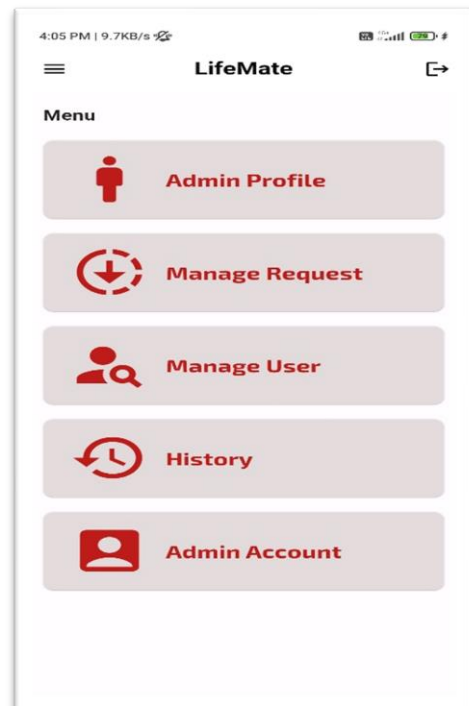 4:05 PM | 9.7KB/s
LifeMate
Menu
Admin Profile
Manage Request
Manage User
History
Admin Account